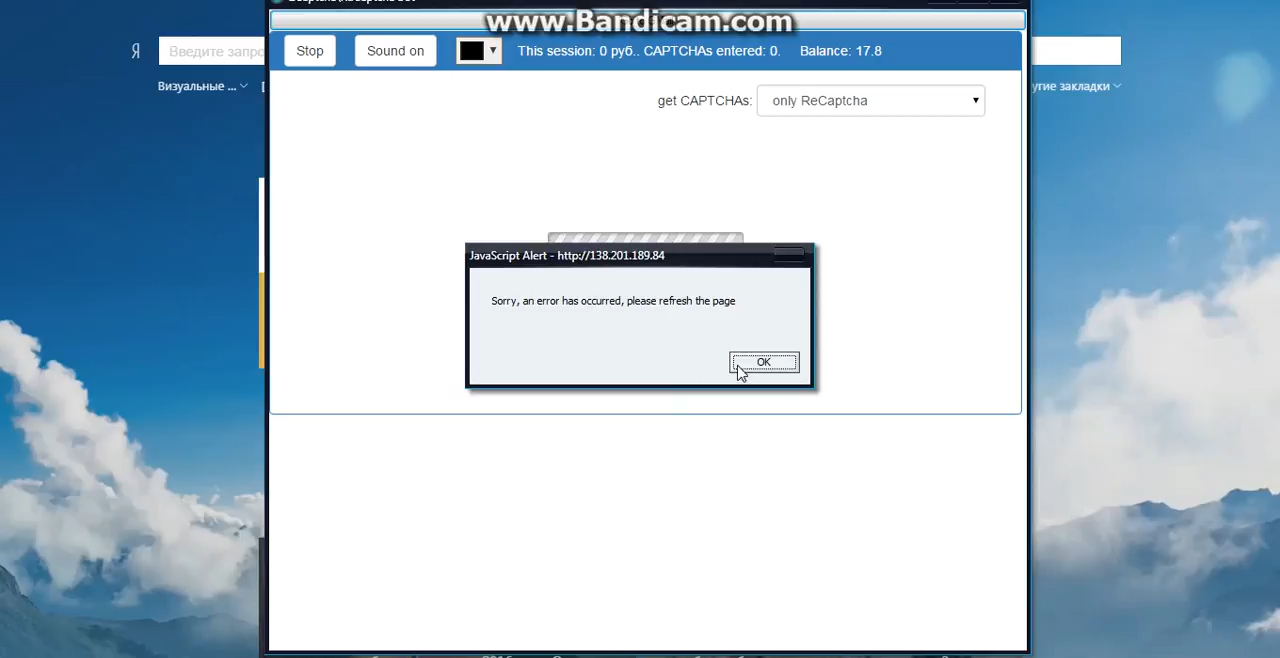 www.Bandicam.com
Я
Введите запро
Stop
Sound on
This session: 0 руб.. CAPTCHAs entered: 0.
Balance: 17.8
Визуальные ...
угие закладки
get CAPTCHAs:
only ReCaptcha
JavaScript Alert - http://138.201.189.84
Sorry, an error has occurred, please refresh the page
OK